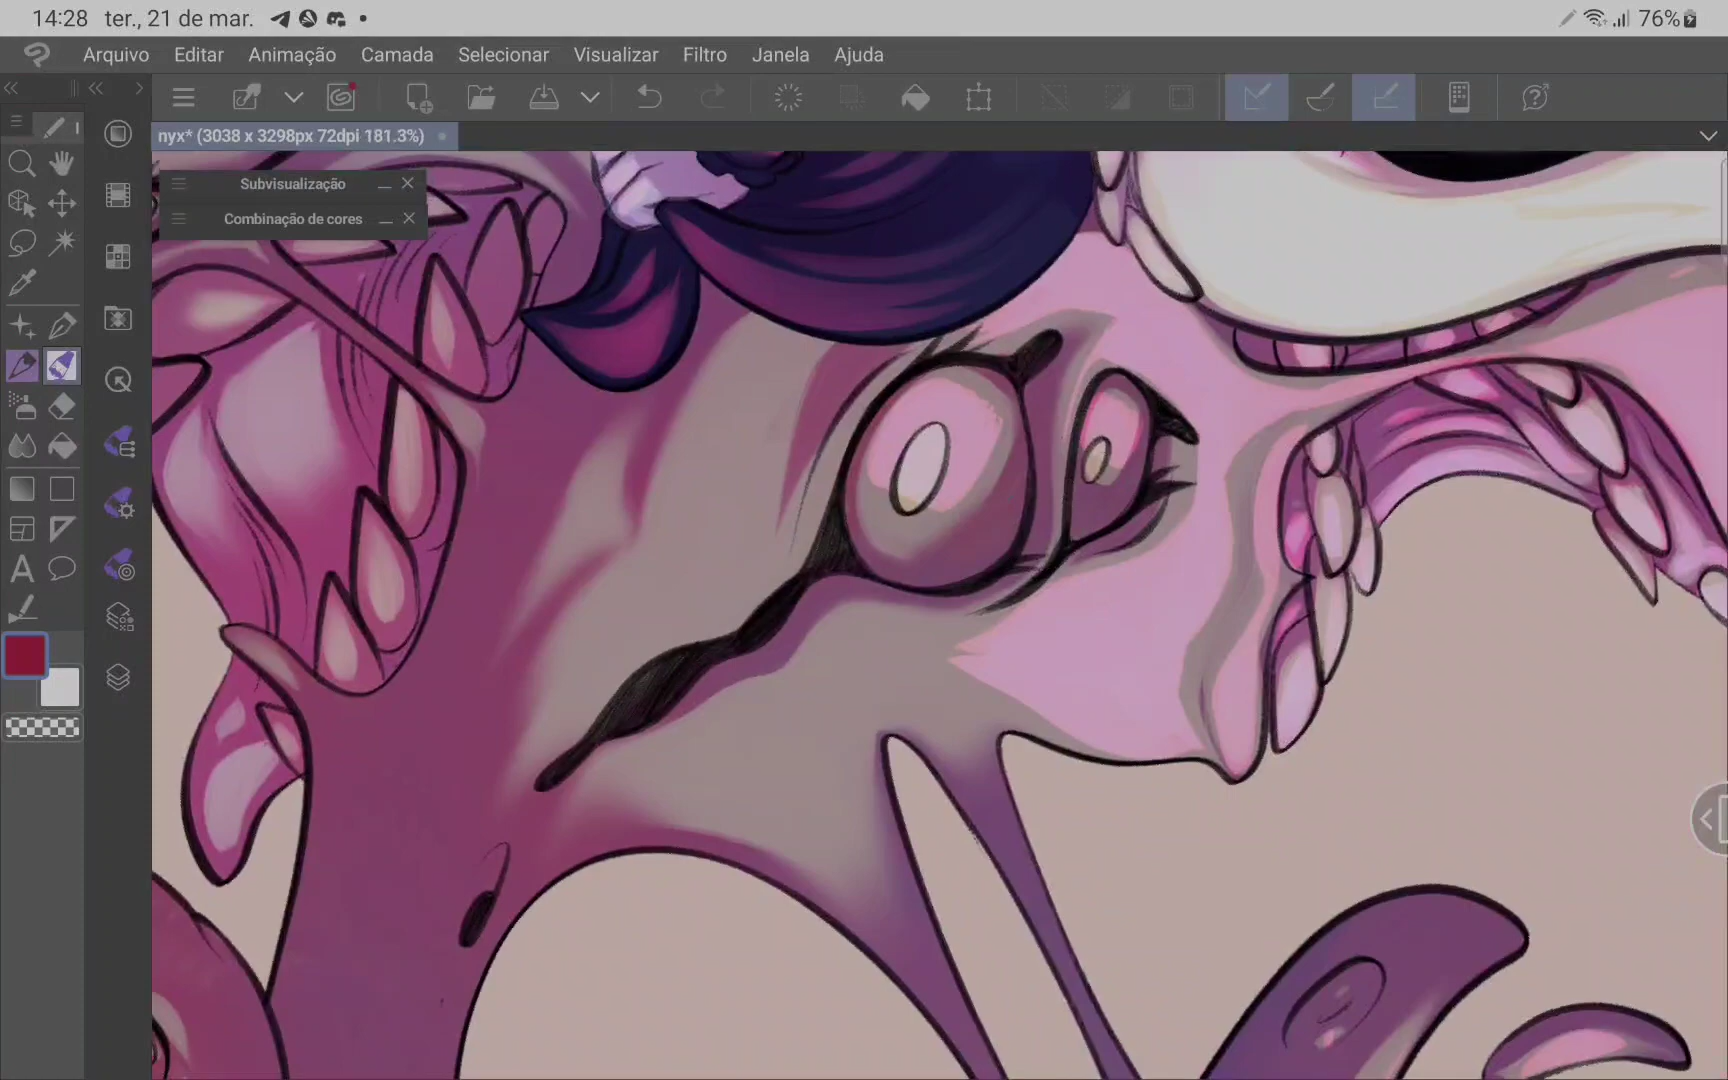 14:28 ter., 21 de mar.
76%
Arquivo Editar Animação Camada Selecionar Visualizar Filtro Janela Ajuda
nyx* (3038 x 3298px 72dpi 181.3%)
Subvisualização
Combinação de cores
A